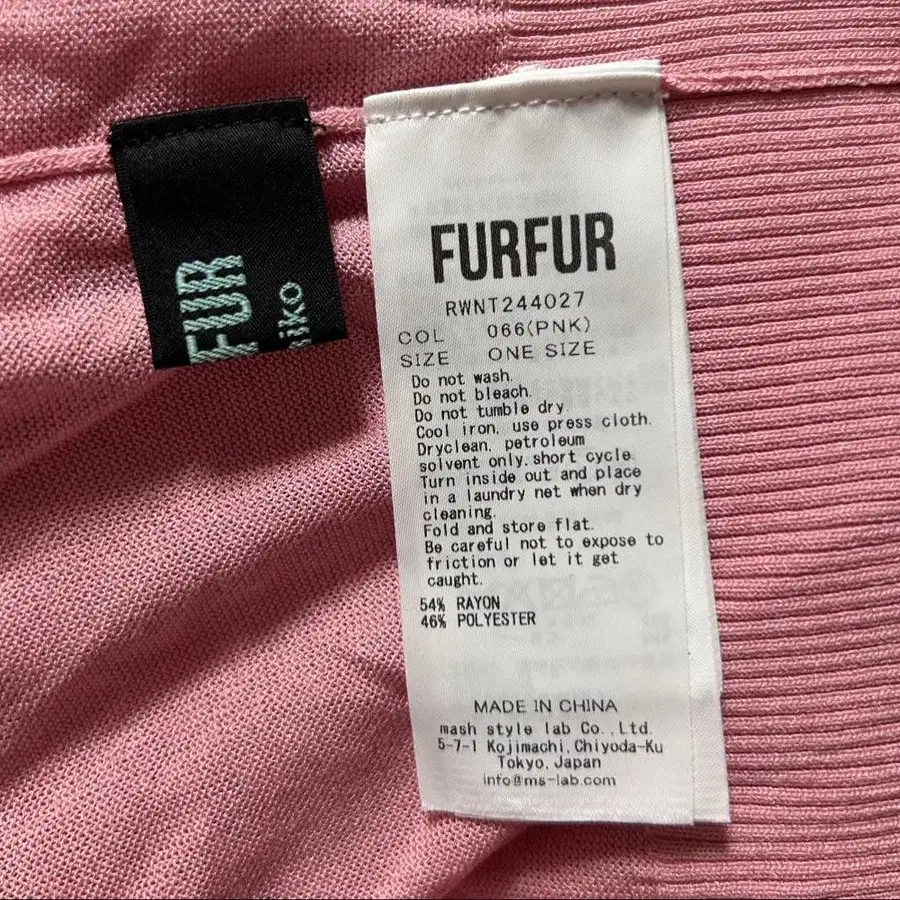 FUR
iko
FURFUR
RWNT244027
COL 066(PNK)
SIZE ONE SIZE
Do not wash.
Do not bleach.
Do not tumble dry.
Cool iron, use press cloth.
Dryclean, petroleum
solvent only.short cycle.
Turn inside out and place
in a laundry net when dry
cleaning.
Fold and store flat.
Be careful not to expose to
friction or let it get
caught.
54% RAYON
46% POLYESTER
MADE IN CHINA
mash style lab Co.,Ltd.
5-7-1 Kojimachi,Chiyoda-Ku
Tokyo,Japan
info@ms-lab.com